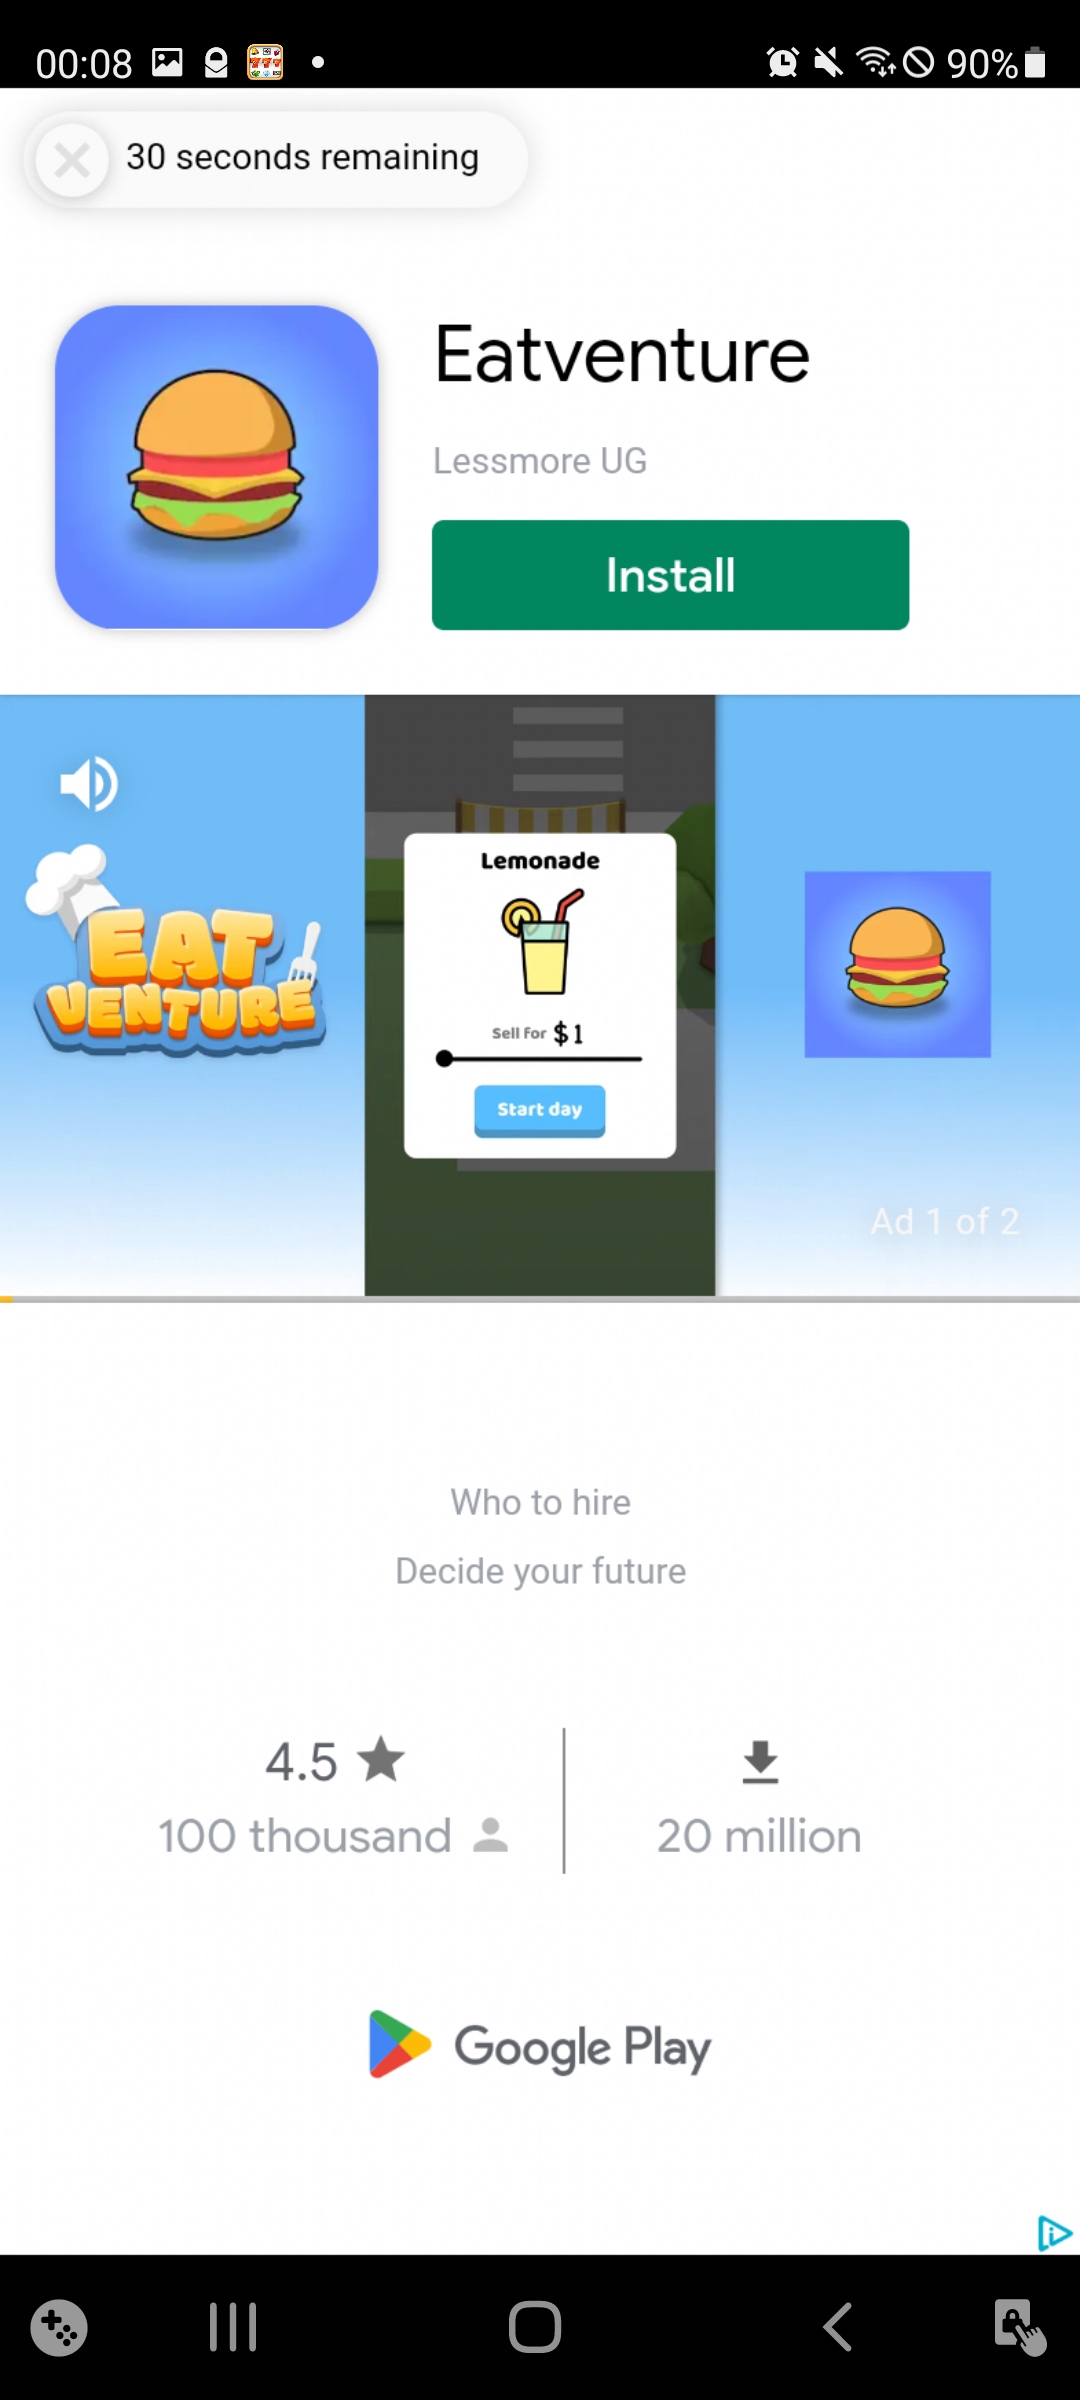 00:08
90%
30 seconds remaining
Eatventure
Lessmore UG
Install
EAT
VENTURE
Lemonade
Sell for $1
Start day
Ad 1 of 2
Who to hire
Decide your future
4.5
100 thousand
20 million
Google Play